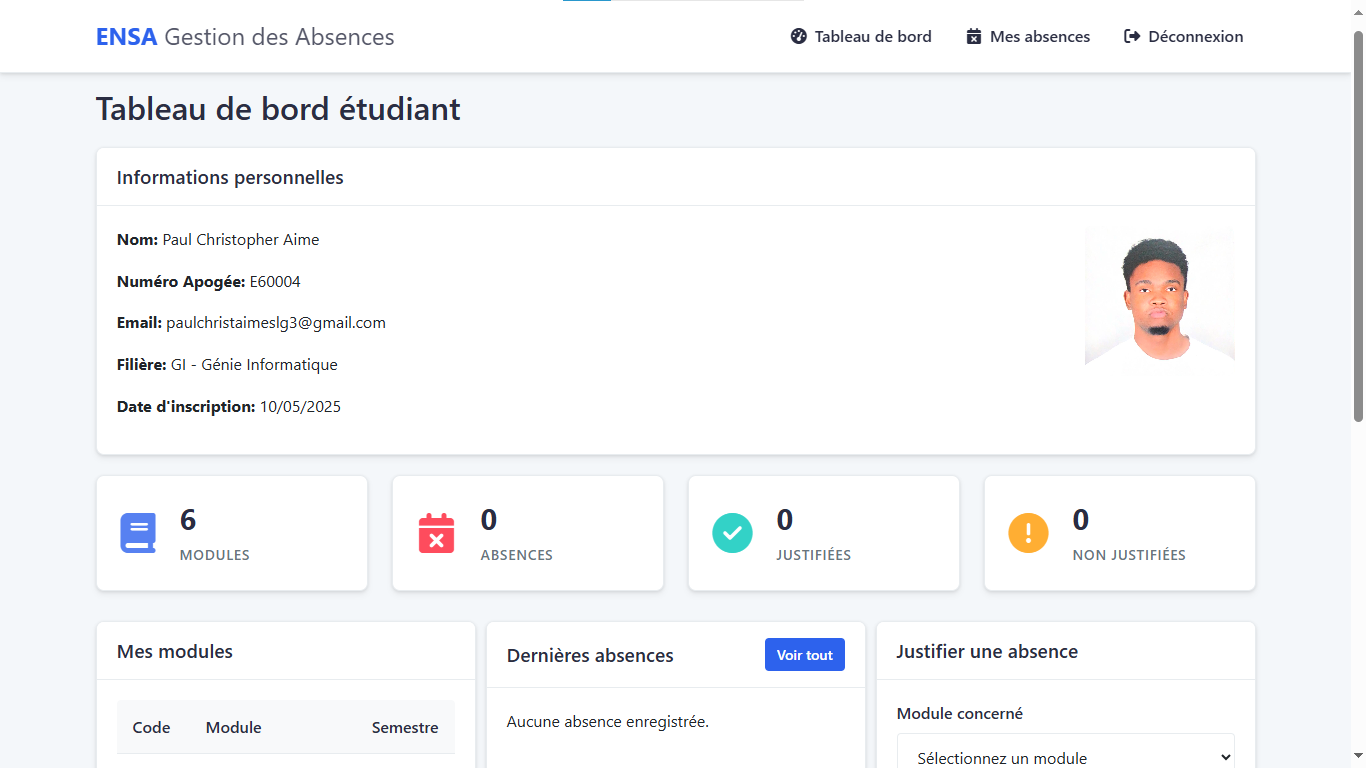 ENSA Gestion des Absences
Tableau de bord
Mes absences
Déconnexion
Tableau de bord étudiant
Informations personnelles
Nom: Paul Christopher Aime
Numéro Apogée: E60004
Email: paulchristaimeslg3@gmail.com
Filière: GI - Génie Informatique
Date d'inscription: 10/05/2025
6
MODULES
0
ABSENCES
0
JUSTIFIÉES
0
NON JUSTIFIÉES
Mes modules
Code Module Semestre
Dernières absences
Voir tout
Aucune absence enregistrée.
Justifier une absence
Module concerné
Sélectionnez un module